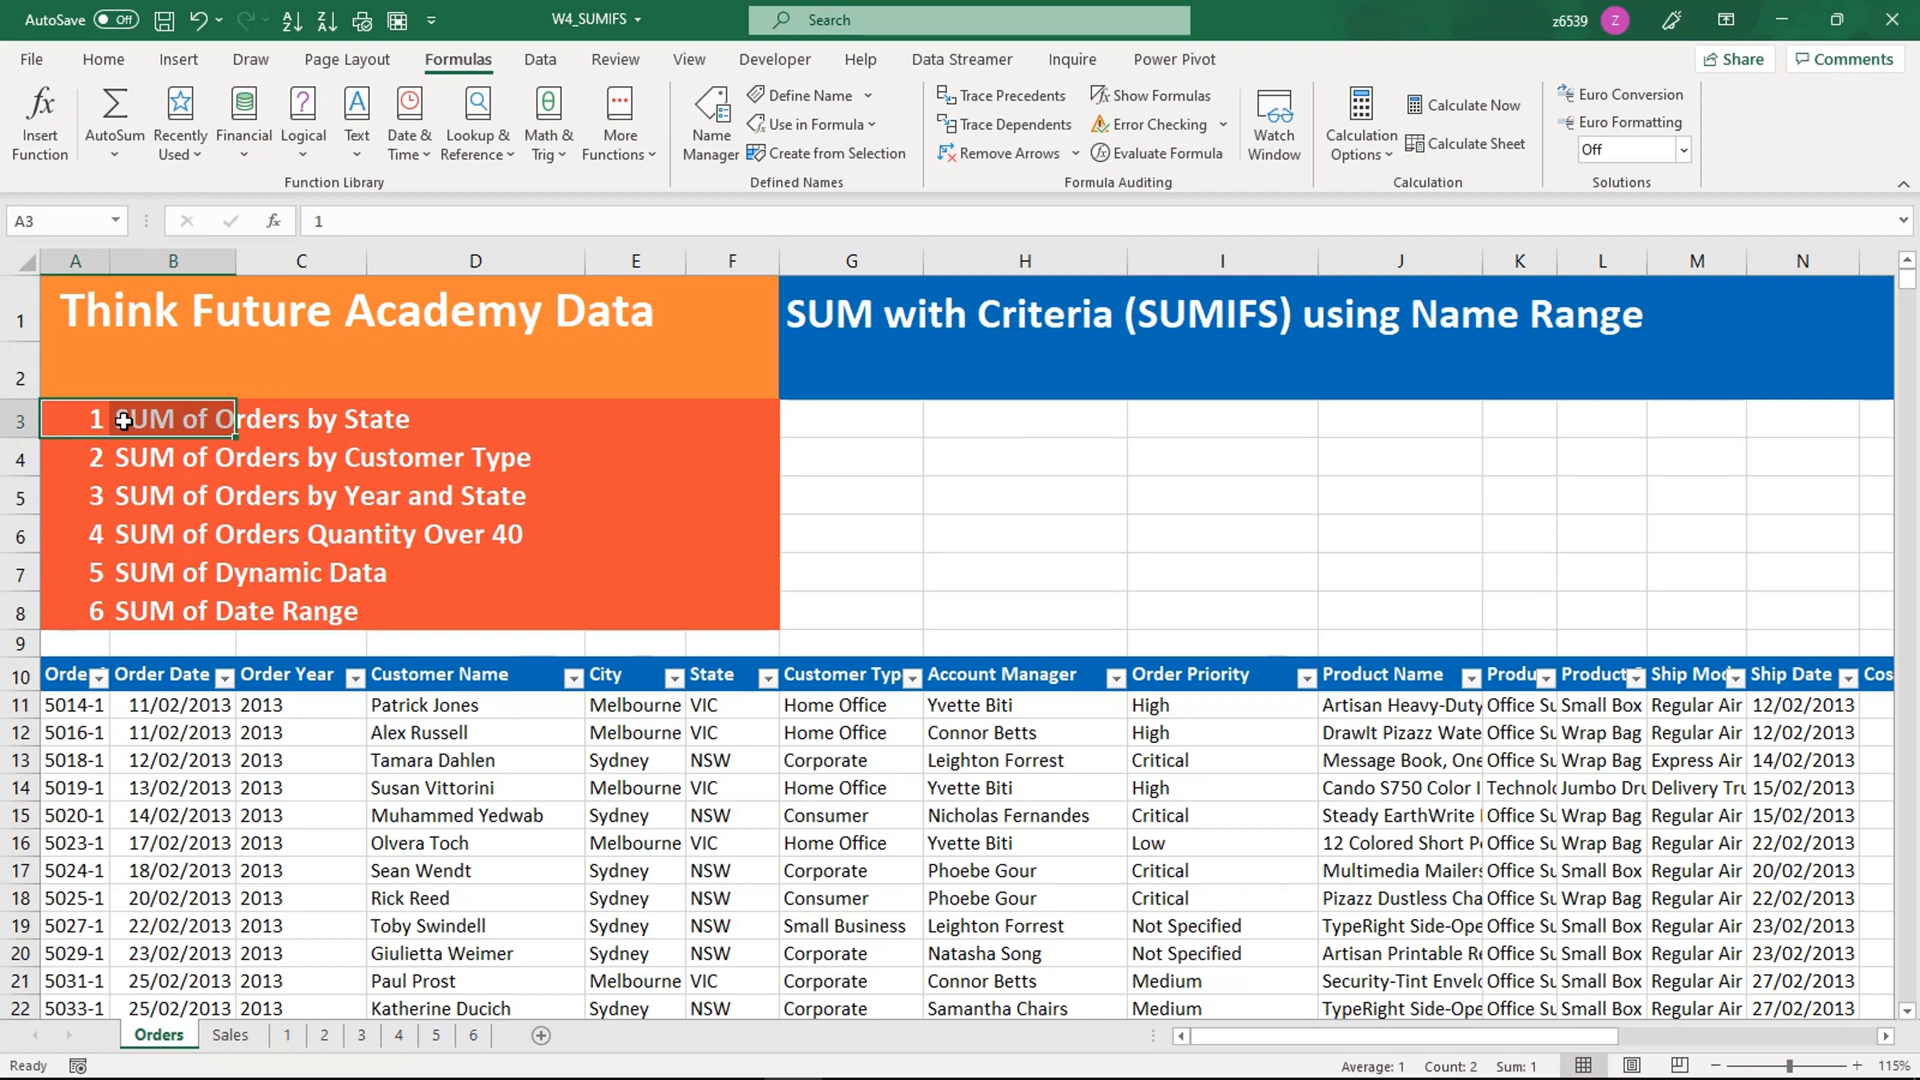 AutoSave Off W4_SUMIFS Search z6539 Z
File Home Insert Draw Page Layout Formulas Data Review View Developer Help Data Streamer Inquire Power Pivot Share Comments
Insert Function
AutoSum
Recently Used
Financial
Logical
Text
Date & Time
Lookup & Reference
Math & Trig
More Functions
Function Library
Name Manager
Define Name
Use in Formula
Create from Selection
Defined Names
Trace Precedents
Trace Dependents
Remove Arrows
Show Formulas
Error Checking
Evaluate Formula
Watch Window
Formula Auditing
Calculation Options
Calculate Now
Calculate Sheet
Calculation
Euro Conversion
Euro Formatting
Off
Solutions
A3 fx 1
A B C D E F G H I J K L M N
1 Think Future Academy Data SUM with Criteria (SUMIFS) using Name Range
2
3 1 SUM of Orders by State
4 2 SUM of Orders by Customer Type
5 3 SUM of Orders by Year and State
6 4 SUM of Orders Quantity Over 40
7 5 SUM of Dynamic Data
8 6 SUM of Date Range
9
10 Orde Order Date Order Year Customer Name City State Customer Typ Account Manager Order Priority Product Name Produ Product Ship Mo Ship Date Cos
11 5014-1 11/02/2013 2013 Patrick Jones Melbourne VIC Home Office Yvette Biti High Artisan Heavy-Duty Office Su Small Box Regular Air 12/02/2013
12 5016-1 11/02/2013 2013 Alex Russell Melbourne VIC Home Office Connor Betts High DrawIt Pizazz Wate Office Su Wrap Bag Regular Air 12/02/2013
13 5018-1 12/02/2013 2013 Tamara Dahlen Sydney NSW Corporate Leighton Forrest Critical Message Book, One Office Su Small Box Express Air 14/02/2013
14 5019-1 13/02/2013 2013 Susan Vittorini Melbourne VIC Home Office Yvette Biti High Cando S750 Color I Technolo Jumbo Dru Delivery Tru 15/02/2013
15 5020-1 14/02/2013 2013 Muhammed Yedwab Sydney NSW Consumer Nicholas Fernandes Critical Steady EarthWrite Office Su Wrap Bag Regular Air 15/02/2013
16 5023-1 17/02/2013 2013 Olvera Toch Melbourne VIC Home Office Yvette Biti Low 12 Colored Short Pe Office Su Wrap Bag Regular Air 22/02/2013
17 5024-1 18/02/2013 2013 Sean Wendt Sydney NSW Corporate Phoebe Gour Critical Multimedia Mailers Office Su Small Box Regular Air 20/02/2013
18 5025-1 20/02/2013 2013 Rick Reed Sydney NSW Consumer Phoebe Gour Critical Pizazz Dustless Cha Office Su Wrap Bag Regular Air 21/02/2013
19 5027-1 22/02/2013 2013 Toby Swindell Sydney NSW Small Business Leighton Forrest Not Specified TypeRight Side-Ope Office Su Small Box Regular Air 23/02/2013
20 5029-1 23/02/2013 2013 Giulietta Weimer Sydney NSW Corporate Natasha Song Not Specified Artisan Printable Re Office Su Small Box Regular Air 23/02/2013
21 5031-1 25/02/2013 2013 Paul Prost Melbourne VIC Corporate Connor Betts Medium Security-Tint Envelo Office Su Small Box Regular Air 27/02/2013
22 5033-1 25/02/2013 2013 Katherine Ducich Sydney NSW Corporate Samantha Chairs Medium TypeRight Side-Ope Office Su Small Box Regular Air 27/02/2013
Orders Sales 1 2 3 4 5 6
Ready Average: 1 Count: 2 Sum: 1 115%